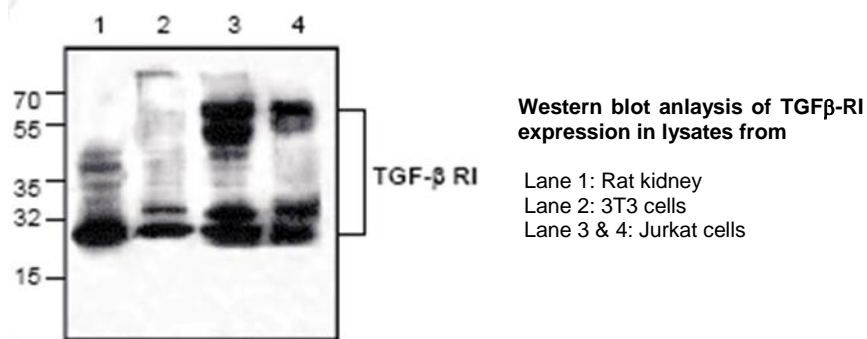 1 2 3 4
70
55
35
32
15
TGF-β RI
Western blot anlaysis of TGFβ-RI
expression in lysates from
Lane 1: Rat kidney
Lane 2: 3T3 cells
Lane 3 & 4: Jurkat cells